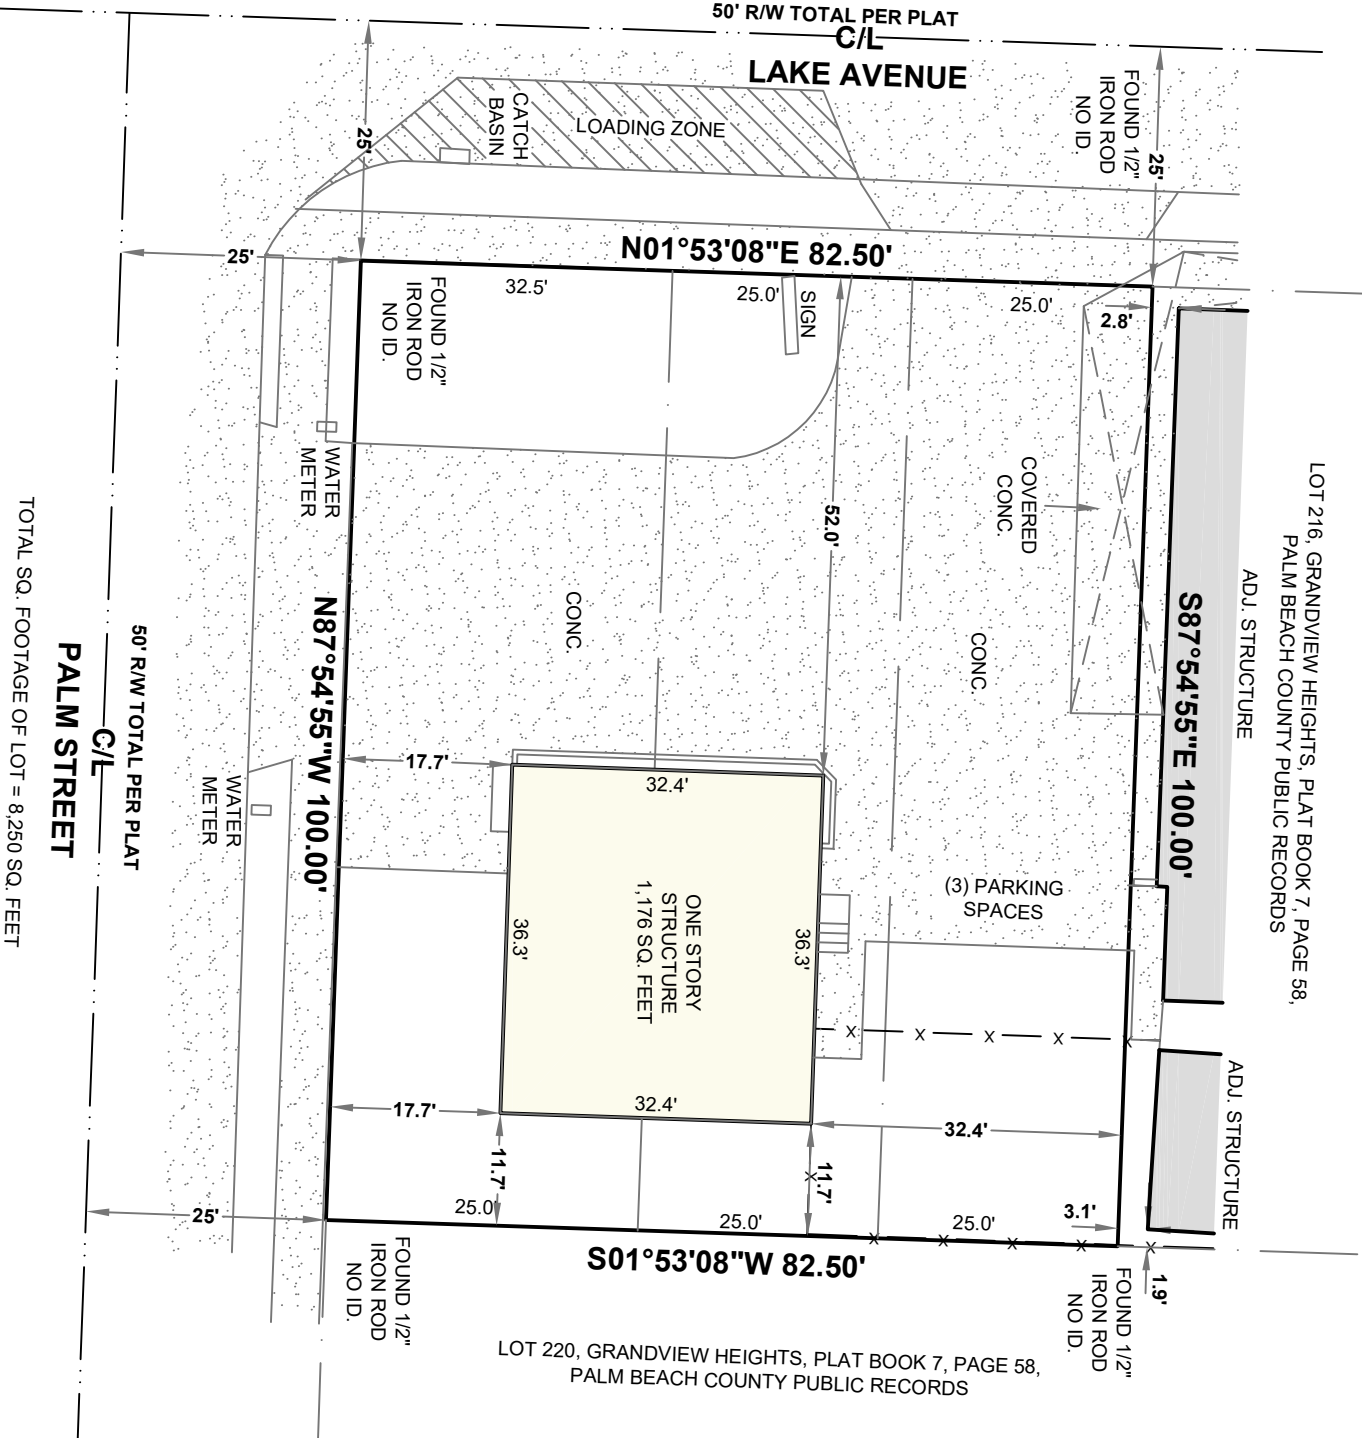 50' R/W TOTAL PER PLAT
C/L
LAKE AVENUE
FOUND 1/2"
IRON ROD
NO ID.
25'
25'
CATCH
BASIN
LOADING ZONE
25'
N01°53'08"E 82.50'
32.5'
25.0'
25.0'
SIGN
2.8'
FOUND 1/2"
IRON ROD
NO ID.
WATER
METER
52.0'
COVERED
CONC.
CONC.
CONC.
LOT 216, GRANDVIEW HEIGHTS, PLAT BOOK 7, PAGE 58,
PALM BEACH COUNTY PUBLIC RECORDS
ADJ. STRUCTURE
S87°54'55"E 100.00'
N87°54'55"W 100.00'
17.7'
32.4'
WATER
METER
50' R/W TOTAL PER PLAT
C/L
PALM STREET
TOTAL SQ. FOOTAGE OF LOT = 8,250 SQ. FEET
(3) PARKING
SPACES
ONE STORY
STRUCTURE
1,176 SQ. FEET
36.3'
36.3'
X X X X X
32.4'
17.7'
32.4'
ADJ. STRUCTURE
11.7'
11.7'
X
25.0'
25.0'
25.0'
3.1'
25'
X X X X X
S01°53'08"W 82.50'
1.9'
FOUND 1/2"
IRON ROD
NO ID.
FOUND 1/2"
IRON ROD
NO ID.
LOT 220, GRANDVIEW HEIGHTS, PLAT BOOK 7, PAGE 58,
PALM BEACH COUNTY PUBLIC RECORDS